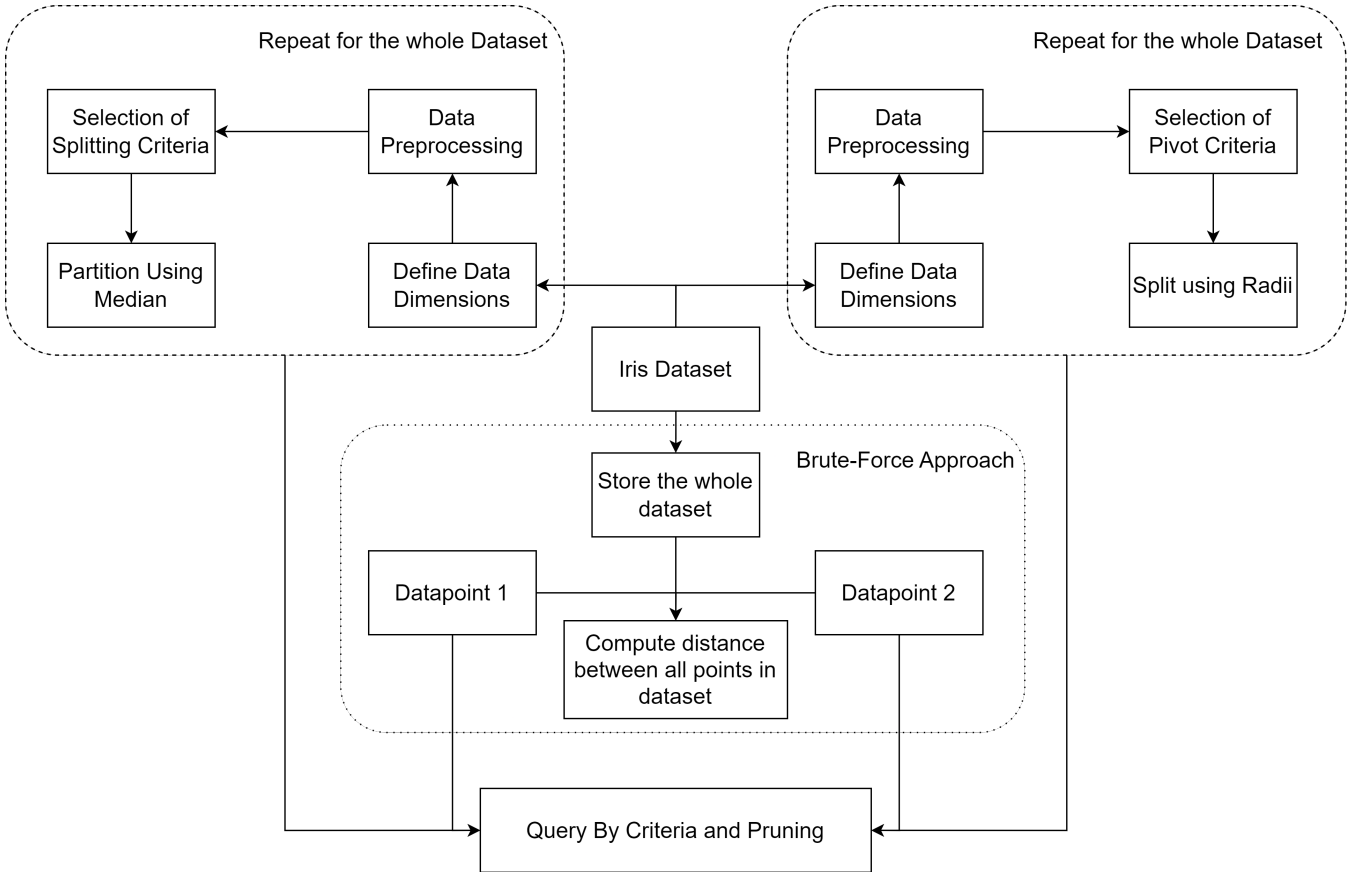 Repeat for the whole Dataset
Selection of
Splitting Criteria
Data
Preprocessing
Partition Using
Median
Define Data
Dimensions
Repeat for the whole Dataset
Data
Preprocessing
Selection of
Pivot Criteria
Define Data
Dimensions
Split using Radii
Iris Dataset
Brute-Force Approach
Store the whole
dataset
Datapoint 1
Datapoint 2
Compute distance
between all points in
dataset
Query By Criteria and Pruning